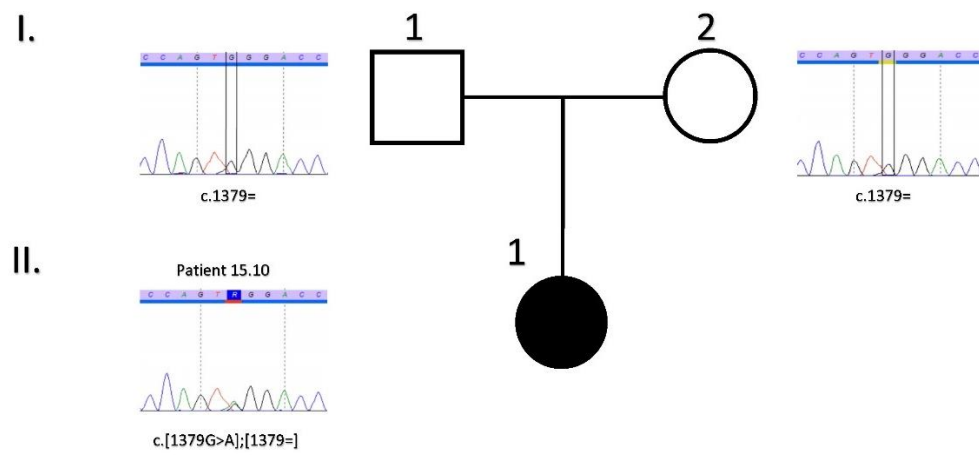 I.
1
2
C C A G T G G G A C C
C C A G T G G G A C C
c.1379=
c.1379=
II.
1
Patient 15.10
C C A G T R G G A C C
c.[1379G>A];[1379=]